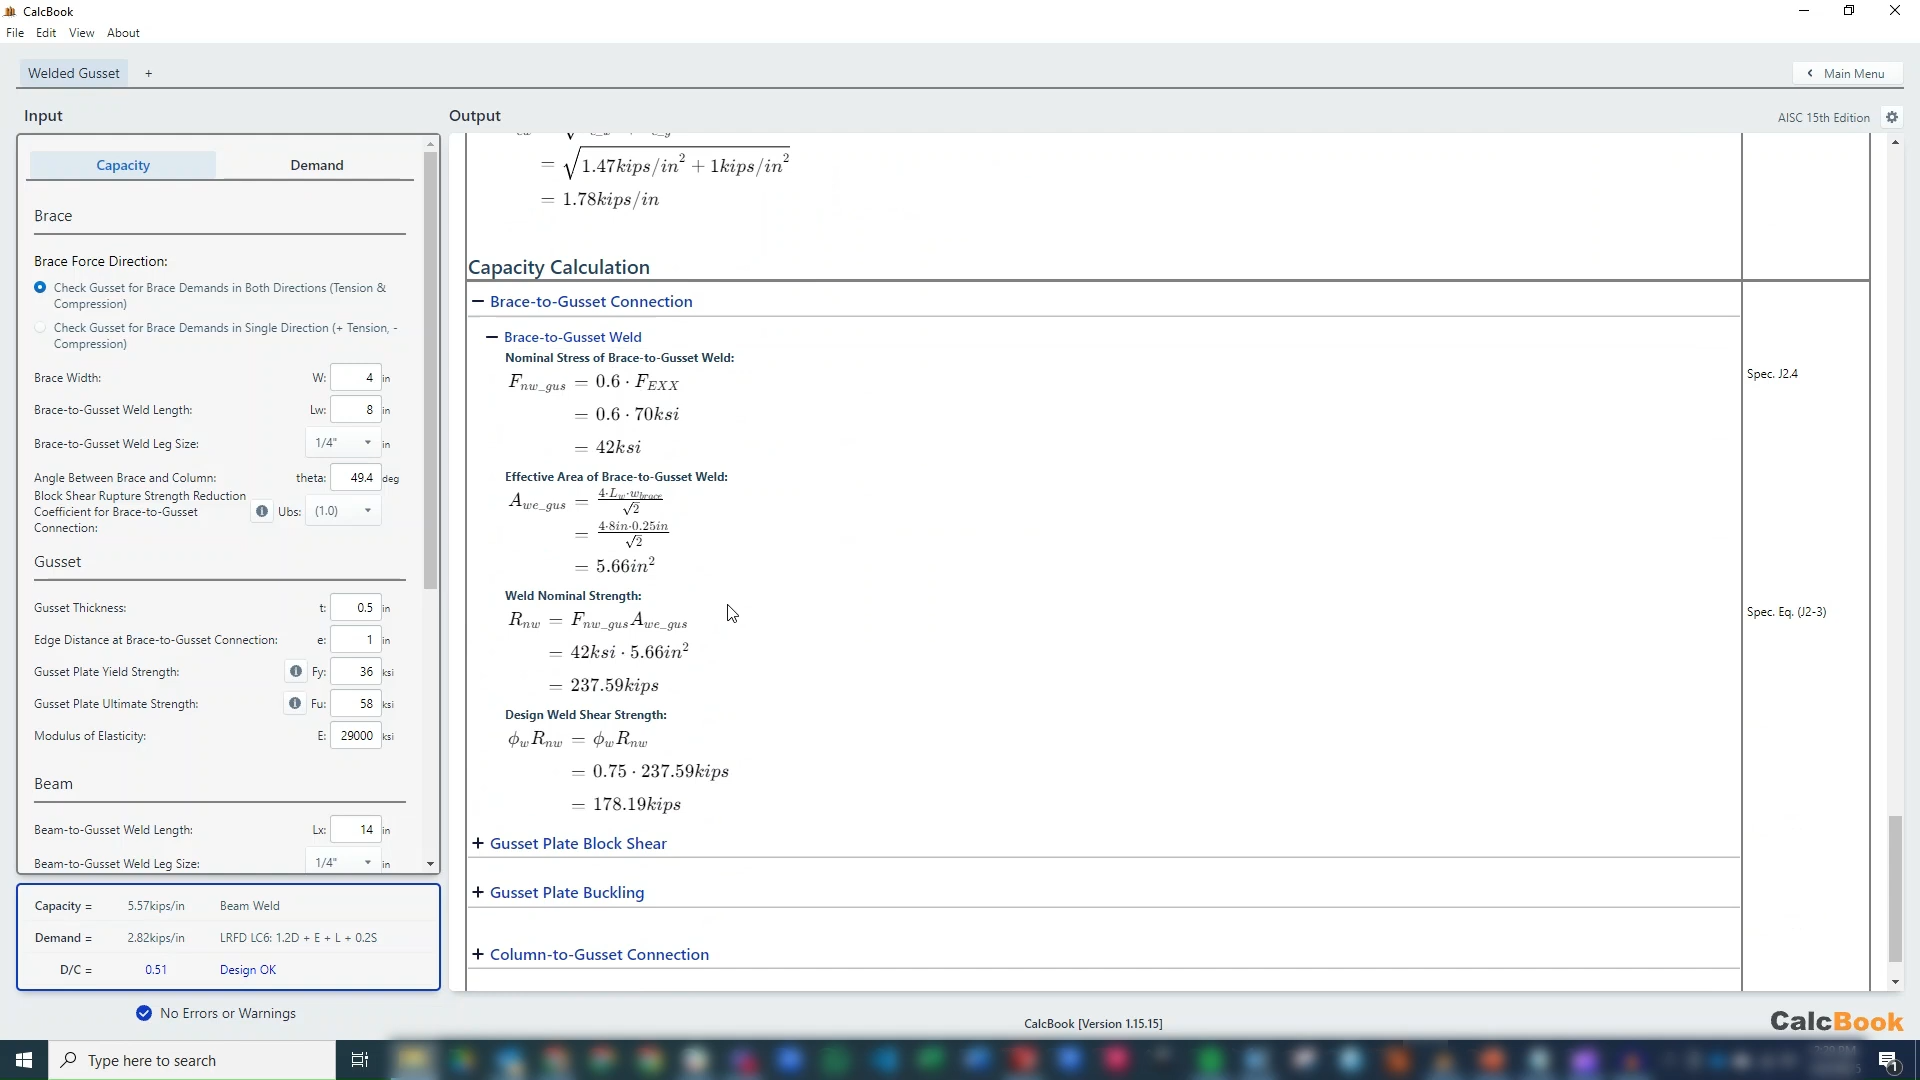 CalcBook
File Edit View About
Welded Gusset +
Main Menu
Input
Output
AISC 15th Edition
Capacity Demand
Brace
Brace Force Direction:
Check Gusset for Brace Demands in Both Directions (Tension &
Compression)
Check Gusset for Brace Demands in Single Direction (+ Tension, -
Compression)
Brace Width: W: 4 in
Brace-to-Gusset Weld Length: Lw: 8 in
Brace-to-Gusset Weld Leg Size: 1/4" in
Angle Between Brace and Column: theta: 49.4 deg
Block Shear Rupture Strength Reduction
Coefficient for Brace-to-Gusset Ubs: (1.0)
Connection:
Gusset
Gusset Thickness: t: 0.5 in
Edge Distance at Brace-to-Gusset Connection: e: 1 in
Gusset Plate Yield Strength: Fy: 36 ksi
Gusset Plate Ultimate Strength: Fu: 58 ksi
Modulus of Elasticity: E: 29000 ksi
Beam
Beam-to-Gusset Weld Length: Lx: 14 in
Beam-to-Gusset Weld Leg Size: 1/4" in
Capacity = 5.57kips/in Beam Weld
Demand = 2.82kips/in LRFD LC6: 1.2D + E + L + 0.2S
D/C = 0.51 Design OK
No Errors or Warnings
= √1.47kips/in² + 1kips/in²
= 1.78kips/in
Capacity Calculation
− Brace-to-Gusset Connection
− Brace-to-Gusset Weld
Nominal Stress of Brace-to-Gusset Weld:
F_nw_gus = 0.6 · F_EXX
Spec. J2.4
= 0.6 · 70ksi
= 42ksi
Effective Area of Brace-to-Gusset Weld:
A_we_gus = 4·L_w·w_brace / √2
= 4·8in·0.25in / √2
= 5.66in²
Weld Nominal Strength:
R_nw = F_nw_gus A_we_gus
Spec. Eq. (J2-3)
= 42ksi · 5.66in²
= 237.59kips
Design Weld Shear Strength:
ϕ_w R_nw = ϕ_w R_nw
= 0.75 · 237.59kips
= 178.19kips
+ Gusset Plate Block Shear
+ Gusset Plate Buckling
+ Column-to-Gusset Connection
CalcBook [Version 1.15.15]
CalcBook
Type here to search
1